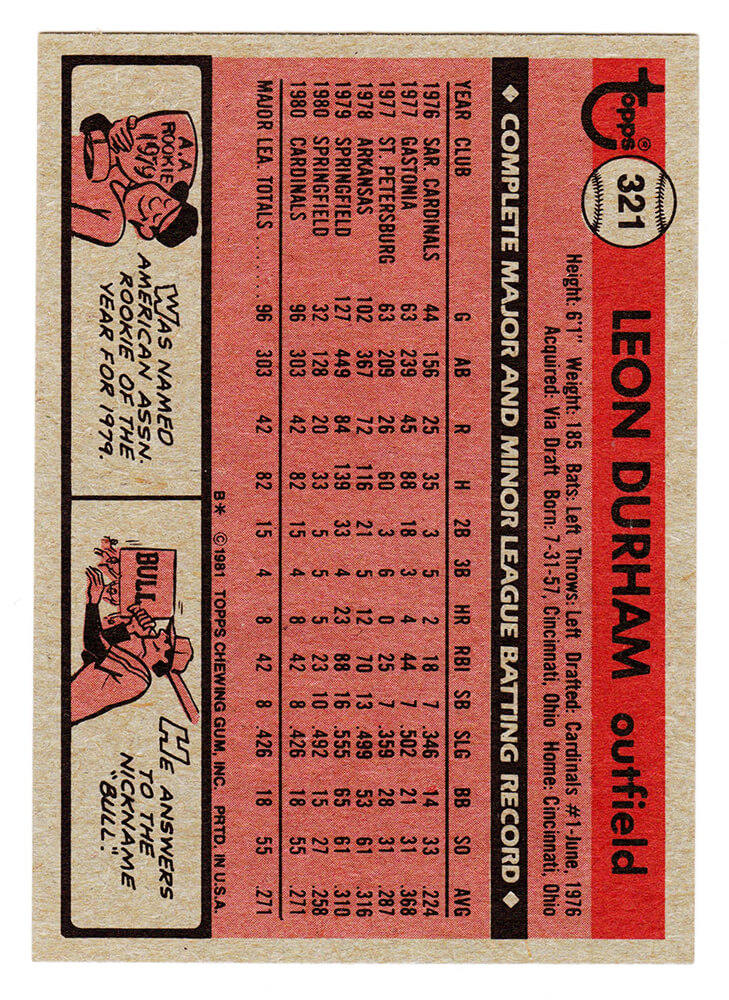 topps®
321
LEON DURHAM outfield
Height: 6'1" Weight: 185 Bats: Left Throws: Left Drafted: Cardinals #1-June, 1976
Acquired: Via Draft Born: 7-31-57, Cincinnati, Ohio Home: Cincinnati, Ohio
◆ COMPLETE MAJOR AND MINOR LEAGUE BATTING RECORD ◆
YEAR CLUB G AB R H 2B 3B HR RBI SB SLG BB SO AVG
1976 SAR. CARDINALS 44 156 25 35 3 5 2 18 7 .346 14 33 .224
1977 GASTONIA 63 239 45 88 18 3 4 44 7 .502 21 31 .368
1977 ST. PETERSBURG 63 209 26 60 3 6 0 25 7 .359 28 31 .287
1978 ARKANSAS 102 367 72 116 21 5 12 70 13 .499 53 61 .316
1979 SPRINGFIELD 127 449 84 139 33 4 23 88 16 .555 65 61 .310
1980 SPRINGFIELD 32 128 20 33 5 5 5 23 10 .492 15 27 .258
1980 CARDINALS 96 303 42 82 15 4 8 42 8 .426 18 55 .271
MAJOR LEA. TOTALS ..... 96 303 42 82 15 4 8 42 8 .426 18 55 .271
B* © 1981 TOPPS CHEWING GUM, INC. PRTD. IN U.S.A.
A.A.
ROOKIE
1979
WAS NAMED
AMERICAN ASSN.
ROOKIE OF THE
YEAR FOR 1979.
BULL
HE ANSWERS
TO THE
NICKNAME
"BULL."